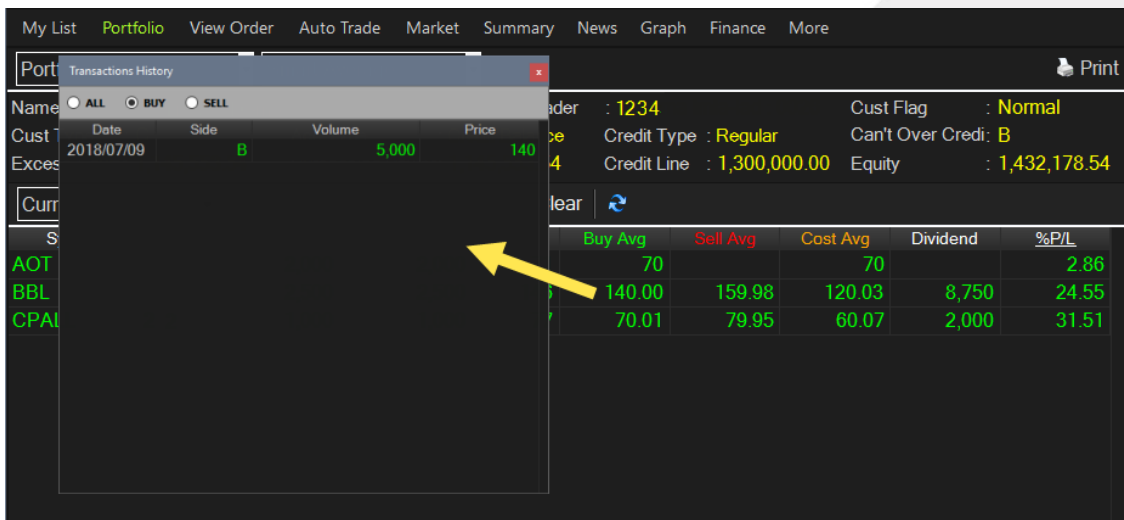 My List Portfolio View Order Auto Trade Market Summary News Graph Finance More
Port Print
Transactions History x
ALL BUY SELL
Name ader : 1234 Cust Flag : Normal
Cust T ce Credit Type : Regular Can't Over Credi: B
Exces 4 Credit Line : 1,300,000.00 Equity : 1,432,178.54
Date Side Volume Price
2018/07/09 B 5,000 140
Curr lear
S Buy Avg Sell Avg Cost Avg Dividend %P/L
AOT 70 70 2.86
BBL 140.00 159.98 120.03 8,750 24.55
CPAL 70.01 79.95 60.07 2,000 31.51